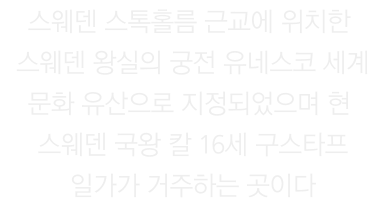 스웨덴 스톡홀름 근교에 위치한
스웨덴 왕실의 궁전 유네스코 세계
문화 유산으로 지정되었으며 현
스웨덴 국왕 칼 16세 구스타프
일가가 거주하는 곳이다